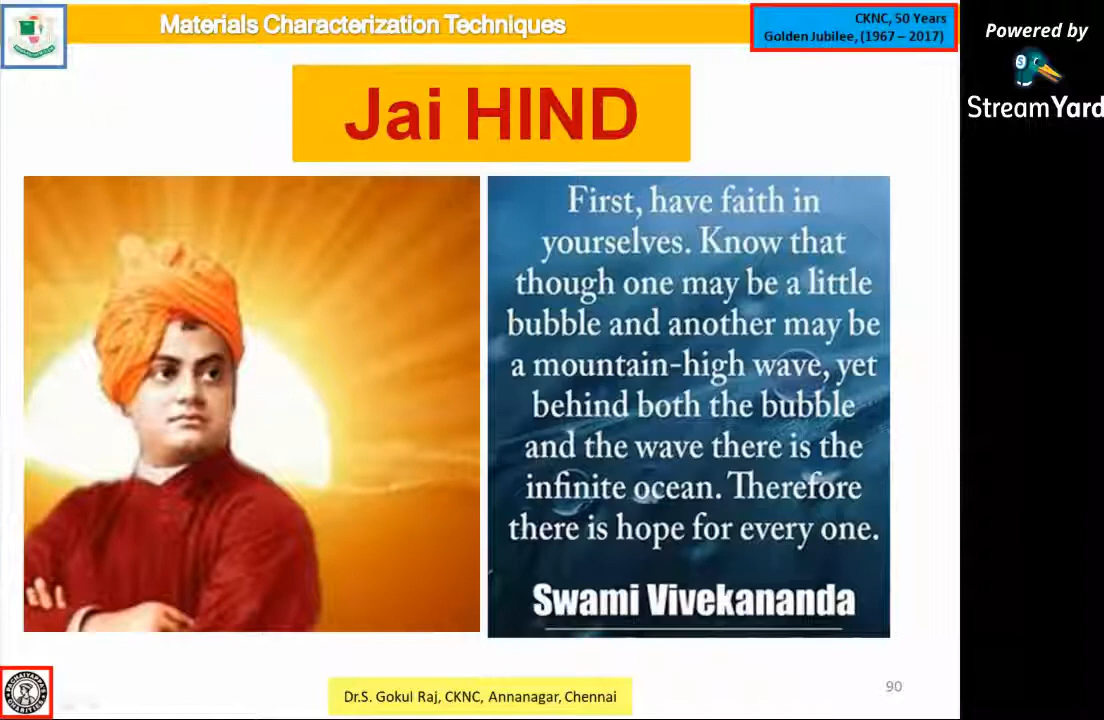 Materials Characterization Techniques
CKNC, 50 Years
Golden Jubilee, (1967 – 2017)
Powered by
StreamYard
Jai HIND
First, have faith in
yourselves. Know that
though one may be a little
bubble and another may be
a mountain-high wave, yet
behind both the bubble
and the wave there is the
infinite ocean. Therefore
there is hope for every one.
Swami Vivekananda
Dr.S. Gokul Raj, CKNC, Annanagar, Chennai
90